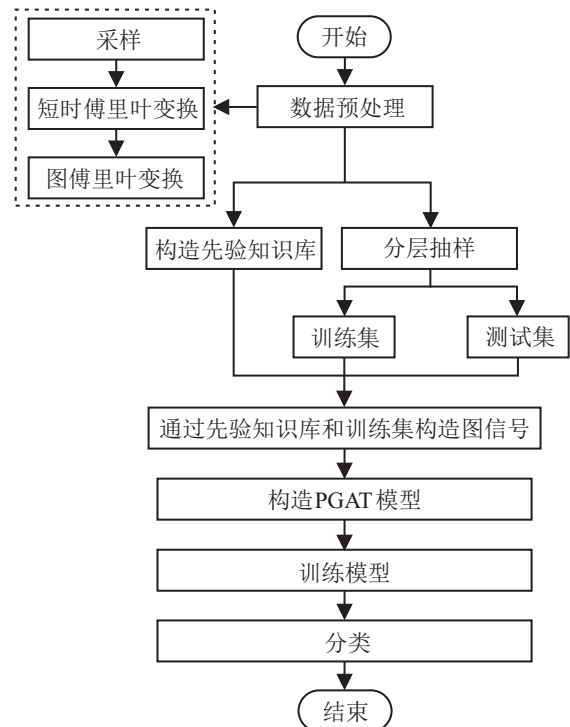 采样
短时傅里叶变换
图傅里叶变换
开始
数据预处理
构造先验知识库
分层抽样
训练集
测试集
通过先验知识库和训练集构造图信号
构造PGAT模型
训练模型
分类
结束